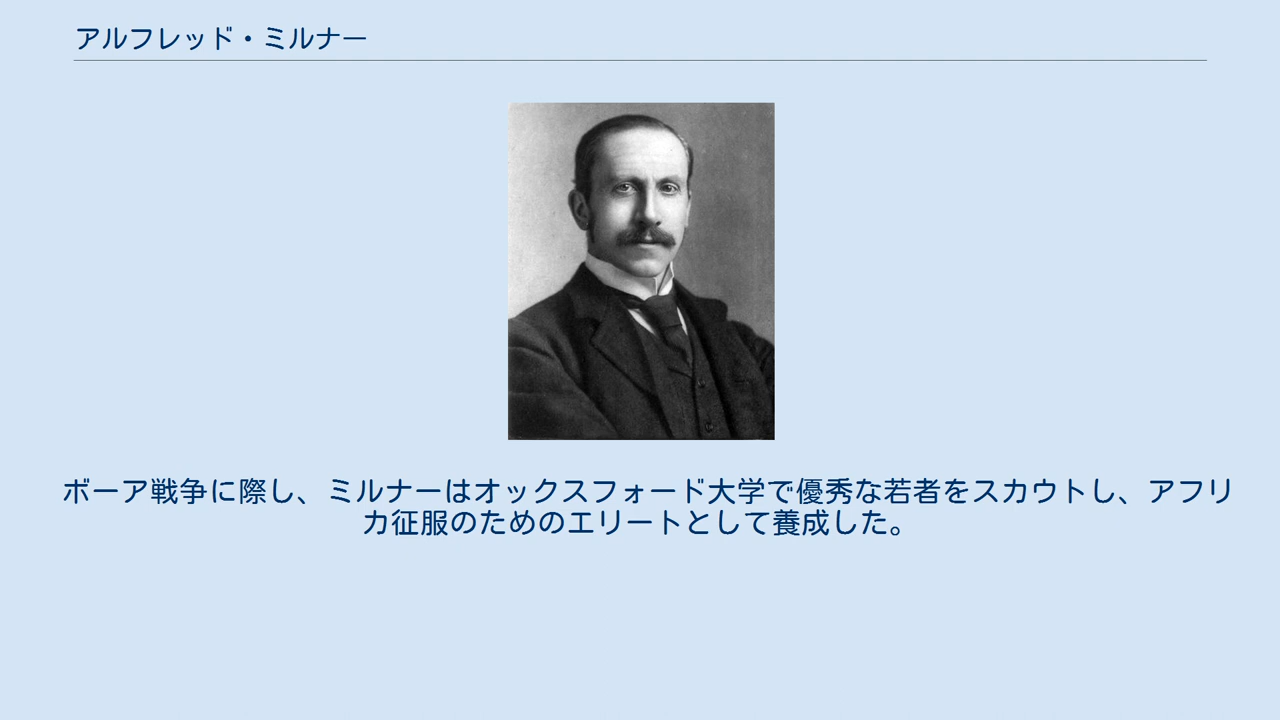 アルフレッド・ミルナー
ボーア戦争に際し、ミルナーはオックスフォード大学で優秀な若者をスカウトし、アフリ
カ征服のためのエリートとして養成した。